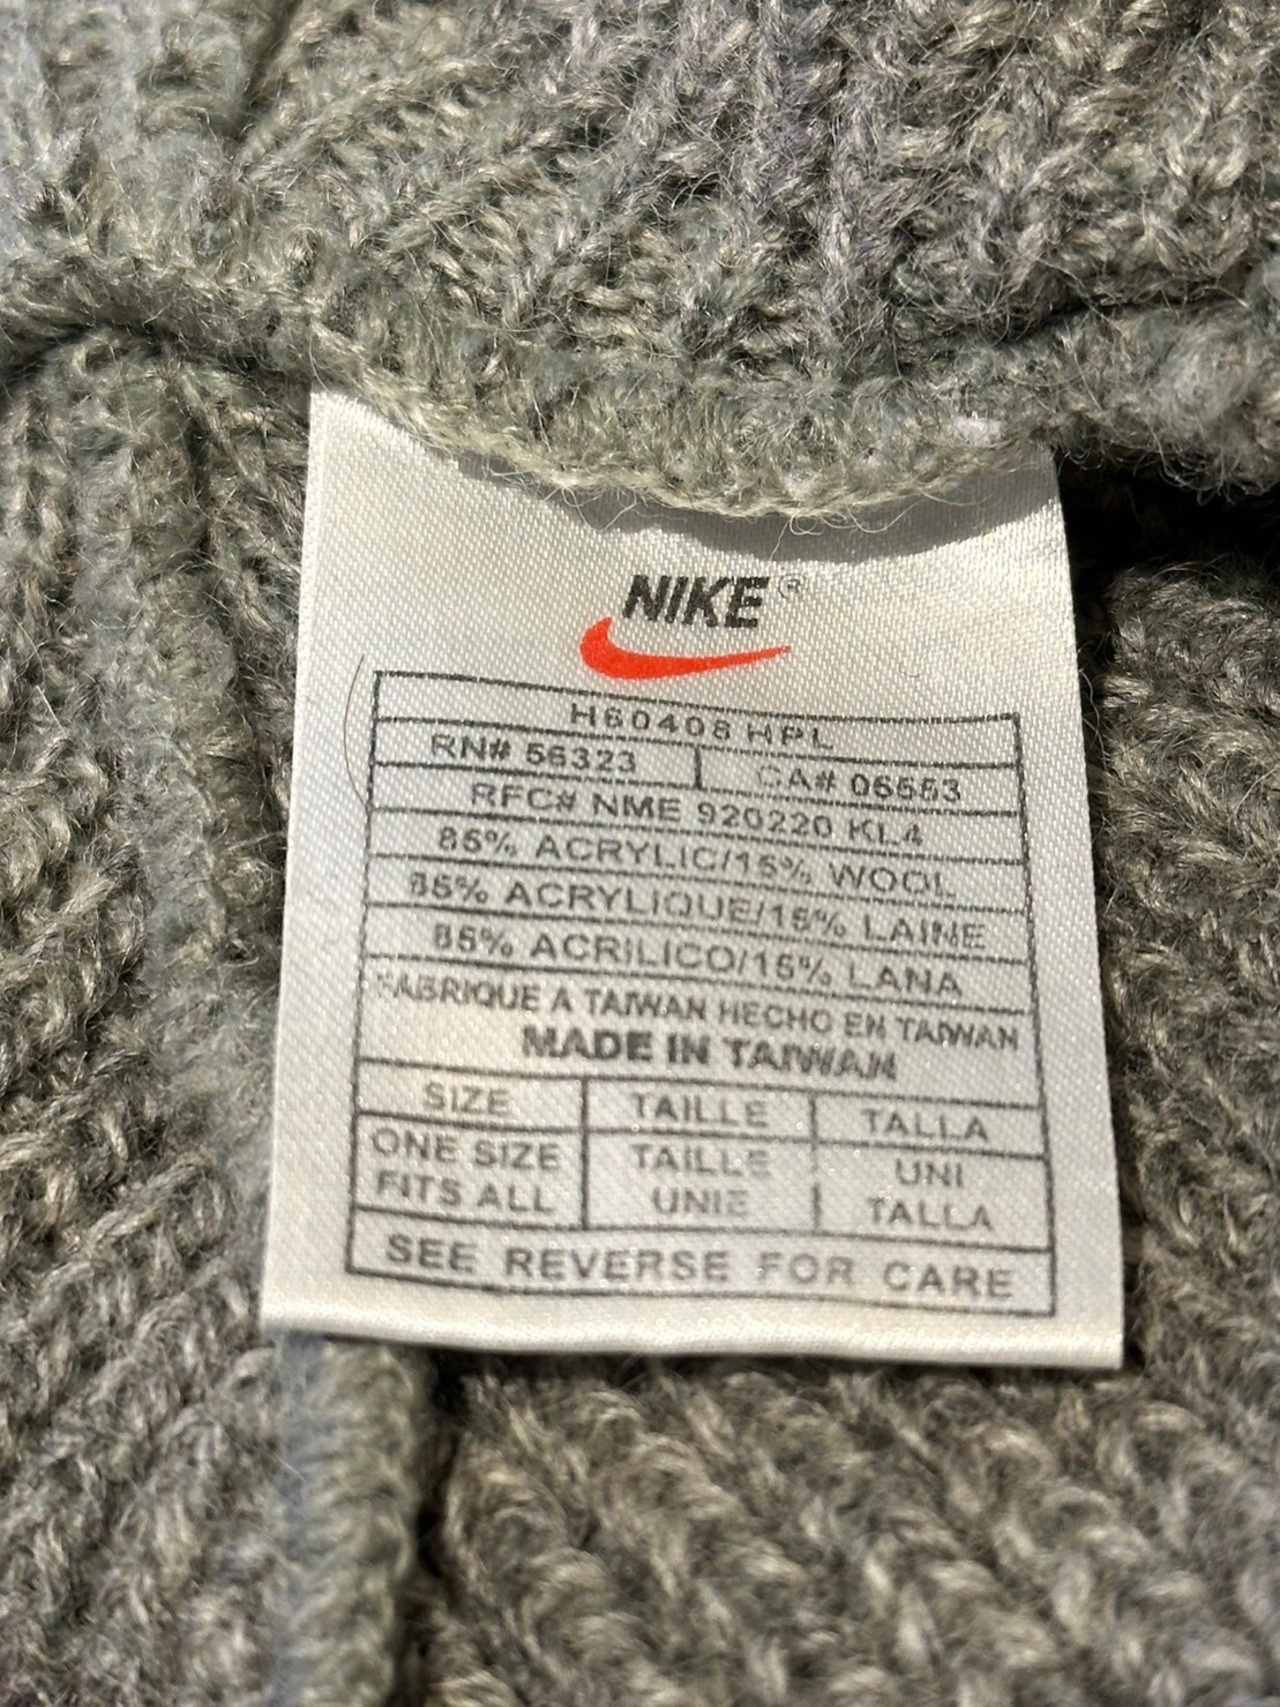 NIKE®
H60408 HPL
RN# 56323 CA# 05553
RFC# NME 920220 KL4
85% ACRYLIC/15% WOOL
85% ACRYLIQUE/15% LAINE
85% ACRILICO/15% LANA
FABRIQUE A TAIWAN HECHO EN TAIWAN
MADE IN TAIWAN
SIZE TAILLE TALLA
ONE SIZE TAILLE UNI
FITS ALL UNIE TALLA
SEE REVERSE FOR CARE